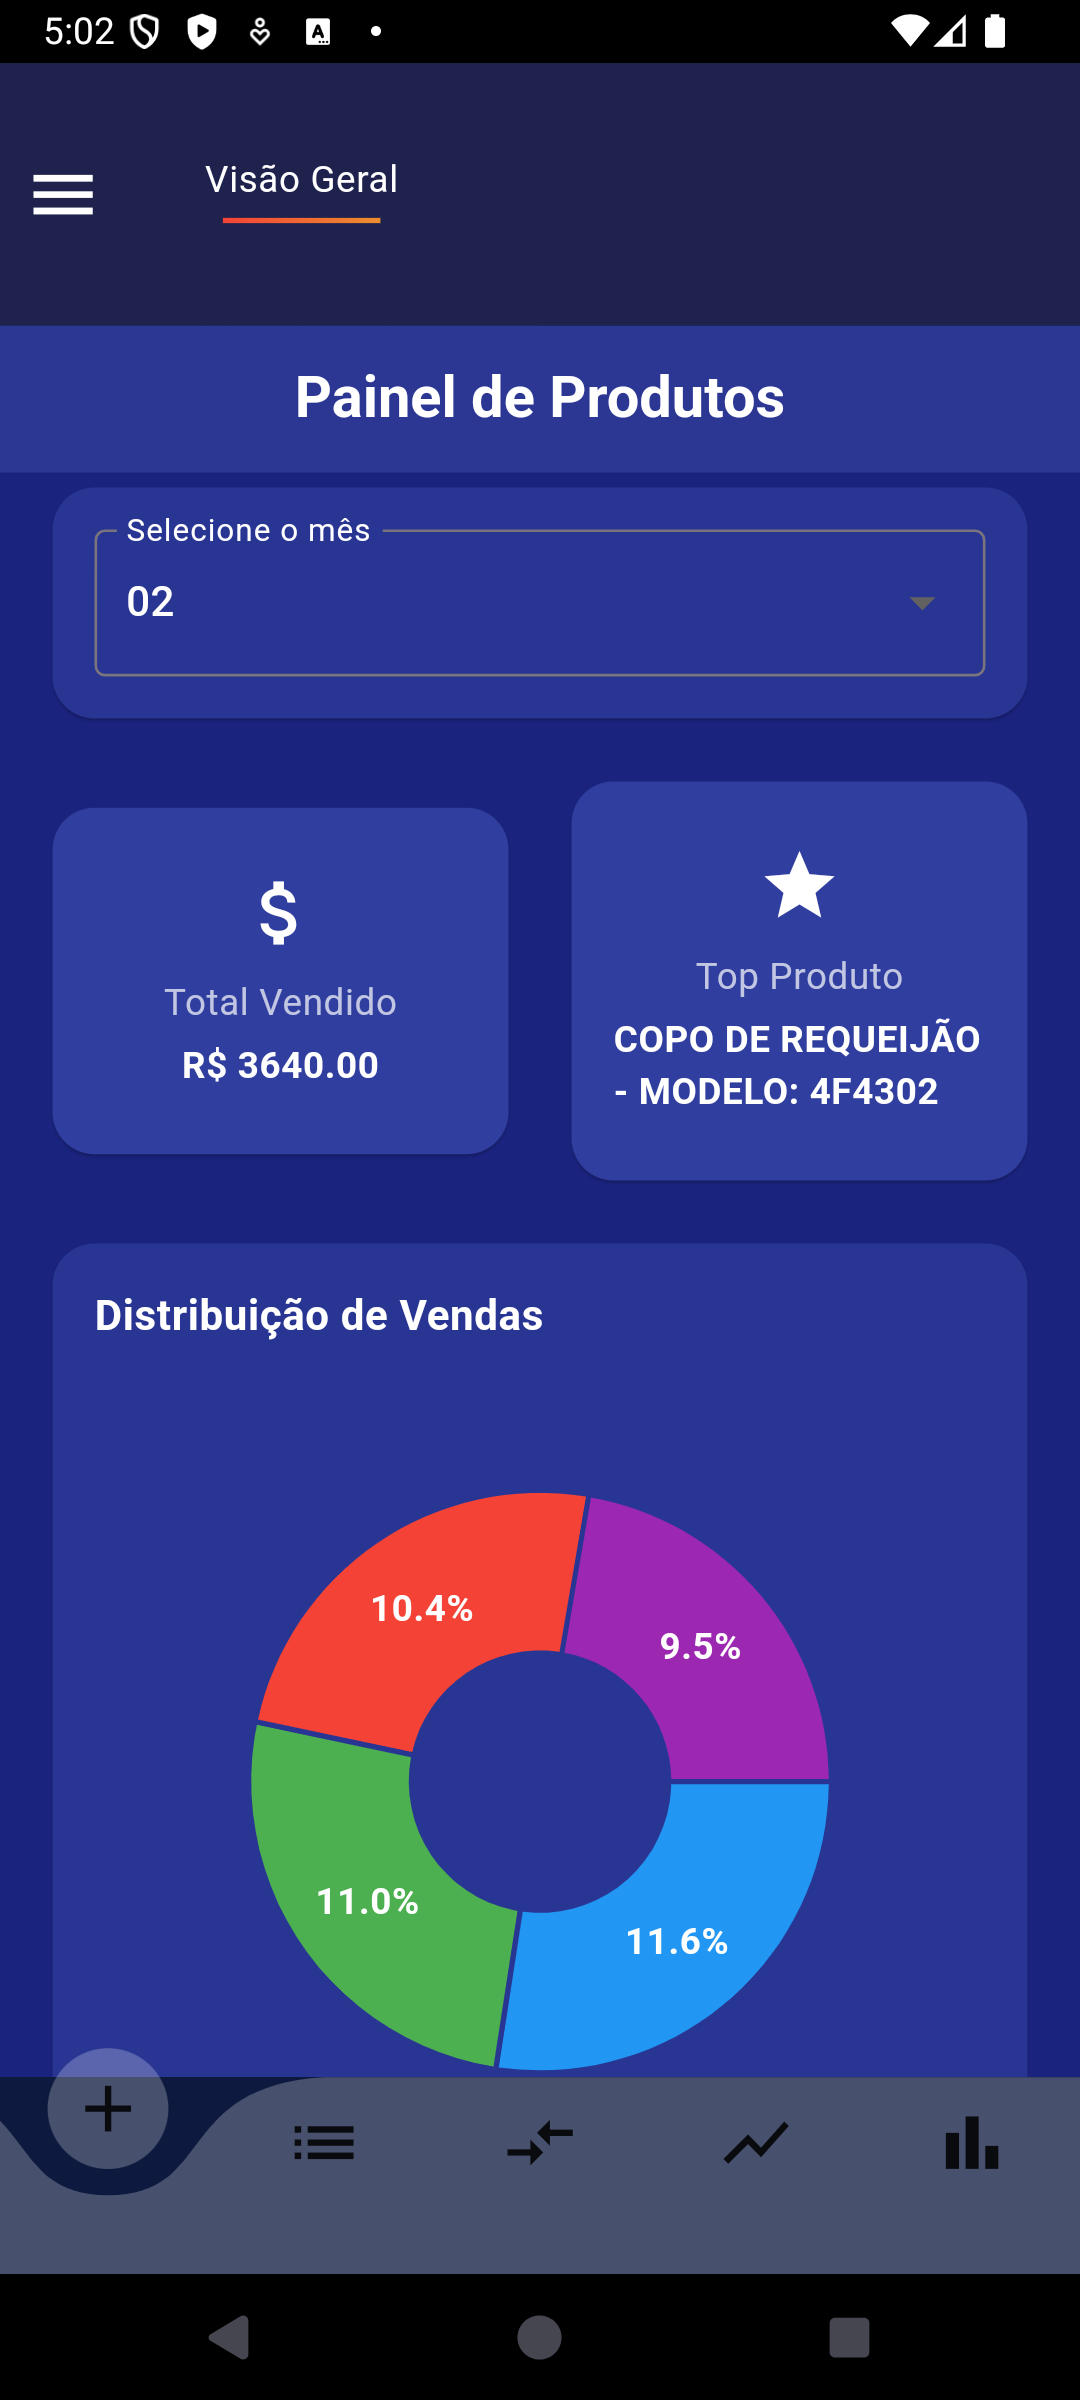 5:02
Visão Geral
Painel de Produtos
Selecione o mês
02
Total Vendido
R$ 3640.00
Top Produto
COPO DE REQUEIJÃO
- MODELO: 4F4302
Distribuição de Vendas
10.4%
9.5%
11.0%
11.6%